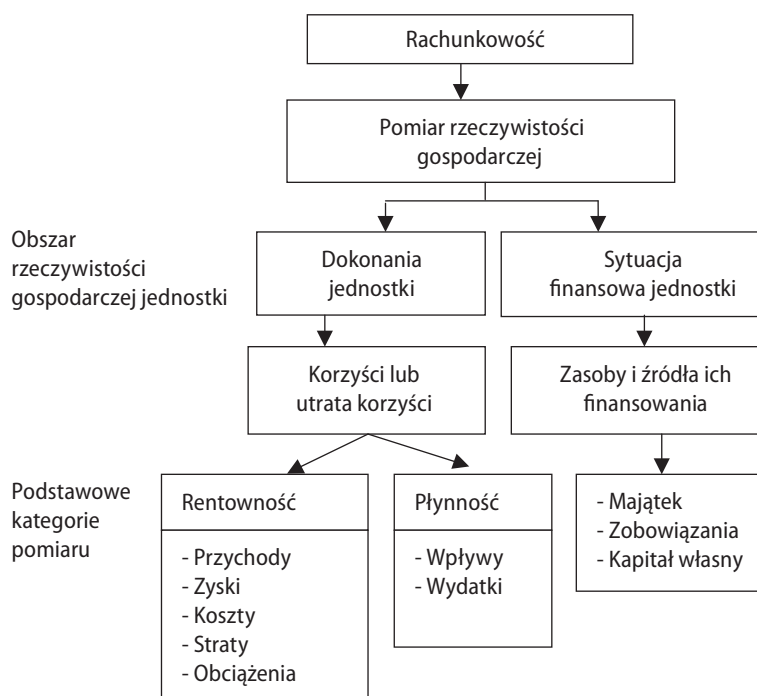 Rachunkowość
Pomiar rzeczywistości
gospodarczej
Obszar
rzeczywistości
gospodarczej jednostki
Dokonania
jednostki
Sytuacja
finansowa jednostki
Korzyści lub
utrata korzyści
Zasoby i źródła ich
finansowania
Podstawowe
kategorie
pomiaru
Rentowność
- Przychody
- Zyski
- Koszty
- Straty
- Obciążenia
Płynność
- Wpływy
- Wydatki
- Majątek
- Zobowiązania
- Kapitał własny